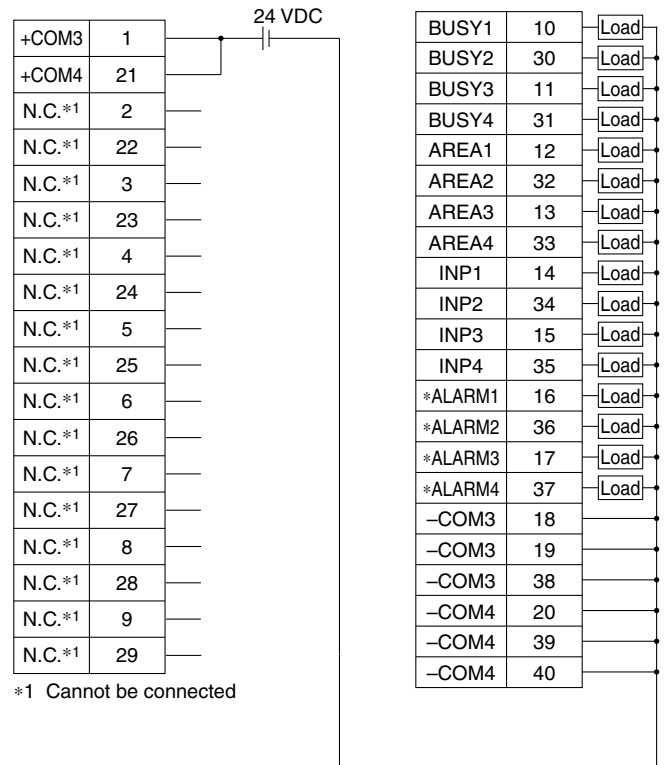 24 VDC
+COM3 1
+COM4 21
N.C.*1 2
N.C.*1 22
N.C.*1 3
N.C.*1 23
N.C.*1 4
N.C.*1 24
N.C.*1 5
N.C.*1 25
N.C.*1 6
N.C.*1 26
N.C.*1 7
N.C.*1 27
N.C.*1 8
N.C.*1 28
N.C.*1 9
N.C.*1 29
*1 Cannot be connected
BUSY1 10 Load
BUSY2 30 Load
BUSY3 11 Load
BUSY4 31 Load
AREA1 12 Load
AREA2 32 Load
AREA3 13 Load
AREA4 33 Load
INP1 14 Load
INP2 34 Load
INP3 15 Load
INP4 35 Load
*ALARM1 16 Load
*ALARM2 36 Load
*ALARM3 17 Load
*ALARM4 37 Load
–COM3 18
–COM3 19
–COM3 38
–COM4 20
–COM4 39
–COM4 40